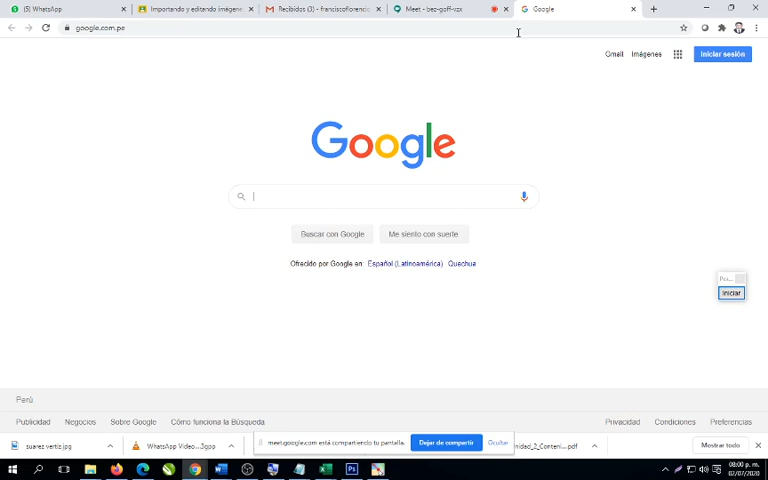 (5) WhatsApp
Importando y editando imágene
Recibidos (3) - franciscoflorenci
Meet - bez-goff-vzx
Google
google.com.pe
Gmail Imágenes Iniciar sesión
Google
Buscar con Google Me siento con suerte
Ofrecido por Google en: Español (Latinoamérica) Quechua
Iniciar
Perú
Publicidad Negocios Sobre Google Cómo funciona la Búsqueda Privacidad Condiciones Preferencias
suarez vertiz.jpg WhatsApp Video....3gpp meet.google.com está compartiendo tu pantalla. Dejar de compartir Ocultar nidad_2_Conteni....pdf Mostrar todo
08:00 p. m.
02/07/2020